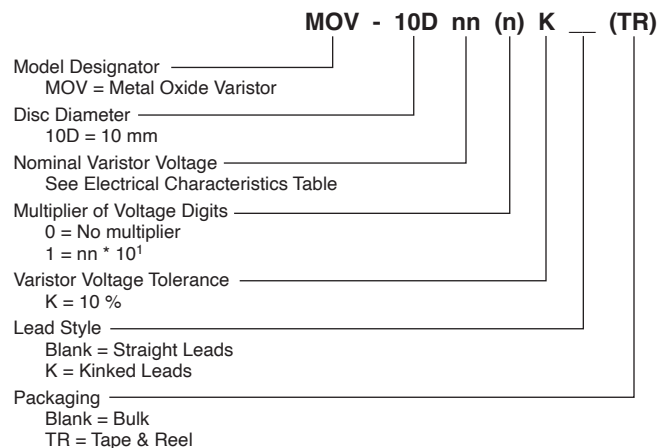 MOV - 10D nn (n) K __ (TR)
Model Designator
MOV = Metal Oxide Varistor
Disc Diameter
10D = 10 mm
Nominal Varistor Voltage
See Electrical Characteristics Table
Multiplier of Voltage Digits
0 = No multiplier
1 = nn * 10¹
Varistor Voltage Tolerance
K = 10 %
Lead Style
Blank = Straight Leads
K = Kinked Leads
Packaging
Blank = Bulk
TR = Tape & Reel